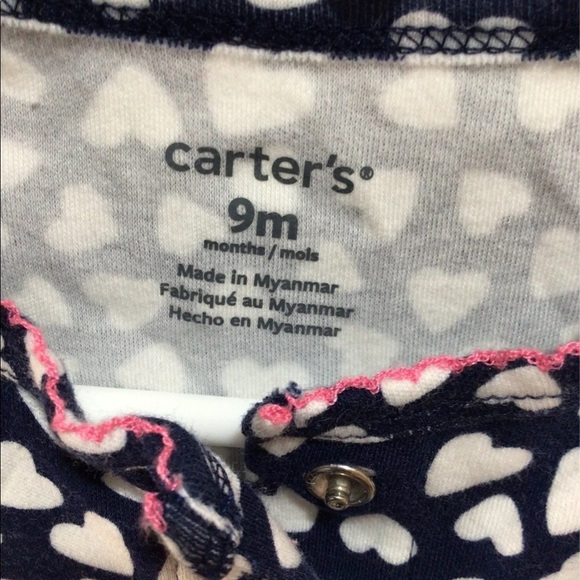 carter's®
9m
months / mois
Made in Myanmar
Fabriqué au Myanmar
Hecho en Myanmar